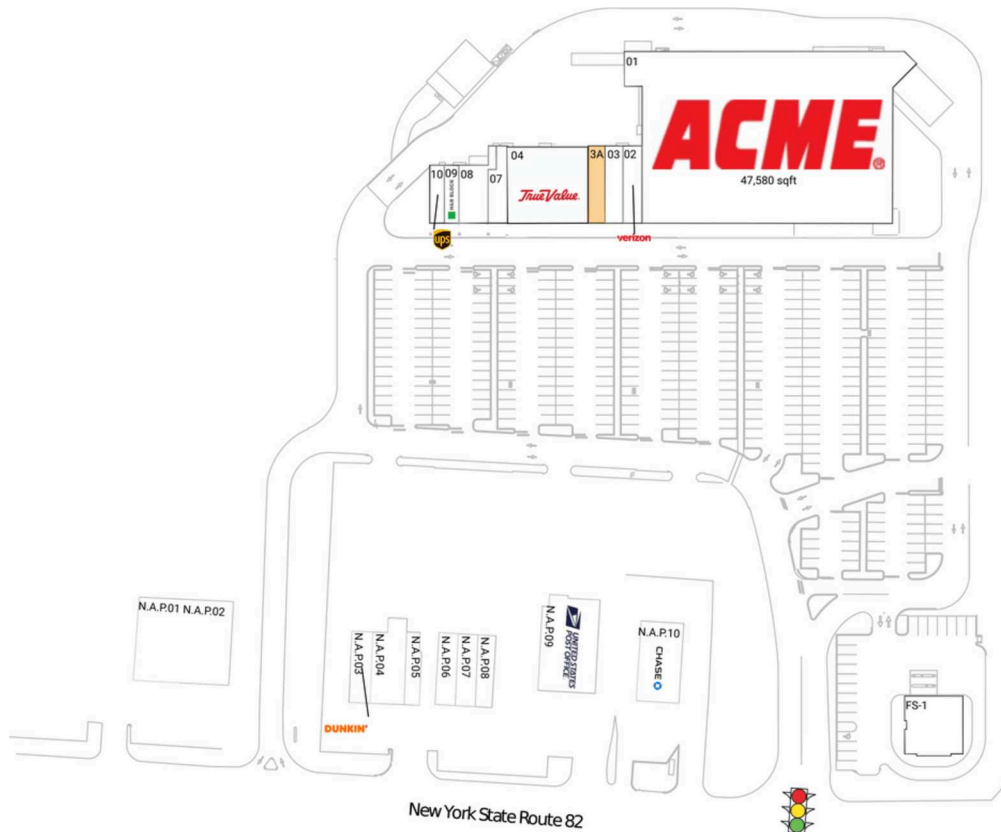 01
ACME
47,580 sqft
04
3A
03
02
07
10
09
08
H&R BLOCK
True Value
ups
verizon
N.A.P.01 N.A.P.02
N.A.P.03
N.A.P.04
N.A.P.05
N.A.P.06
N.A.P.07
N.A.P.08
N.A.P.09
UNITED STATES
POST OFFICE
N.A.P.10
CHASE
FS-1
DUNKIN'
New York State Route 82